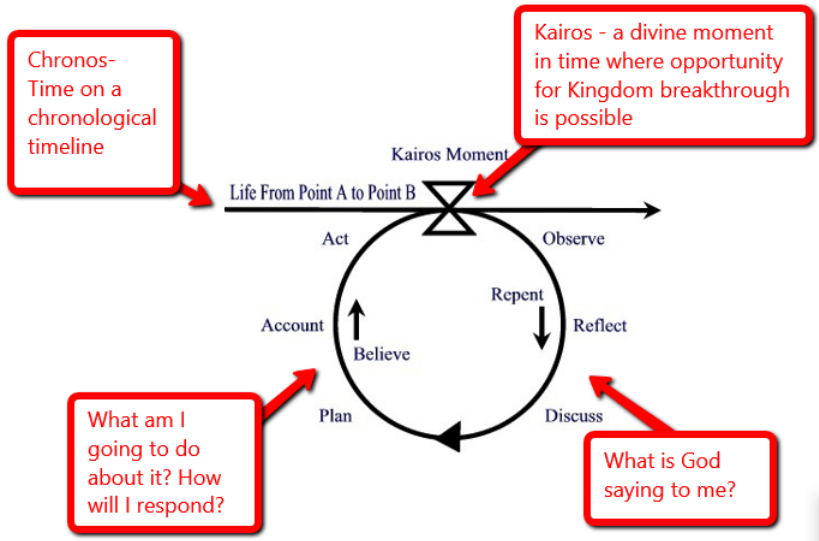 Chronos-
Time on a
chronological
timeline
Kairos - a divine moment
in time where opportunity
for Kingdom breakthrough
is possible
Kairos Moment
Life From Point A to Point B
Act
Observe
Repent
Account
Reflect
Believe
Plan
Discuss
What am I
going to do
about it? How
will I respond?
What is God
saying to me?